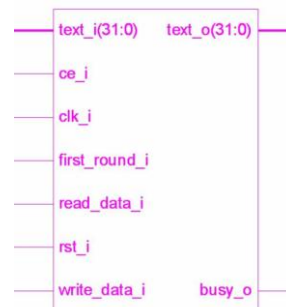 text_i(31:0) text_o(31:0)
ce_i
clk_i
first_round_i
read_data_i
rst_i
write_data_i busy_o